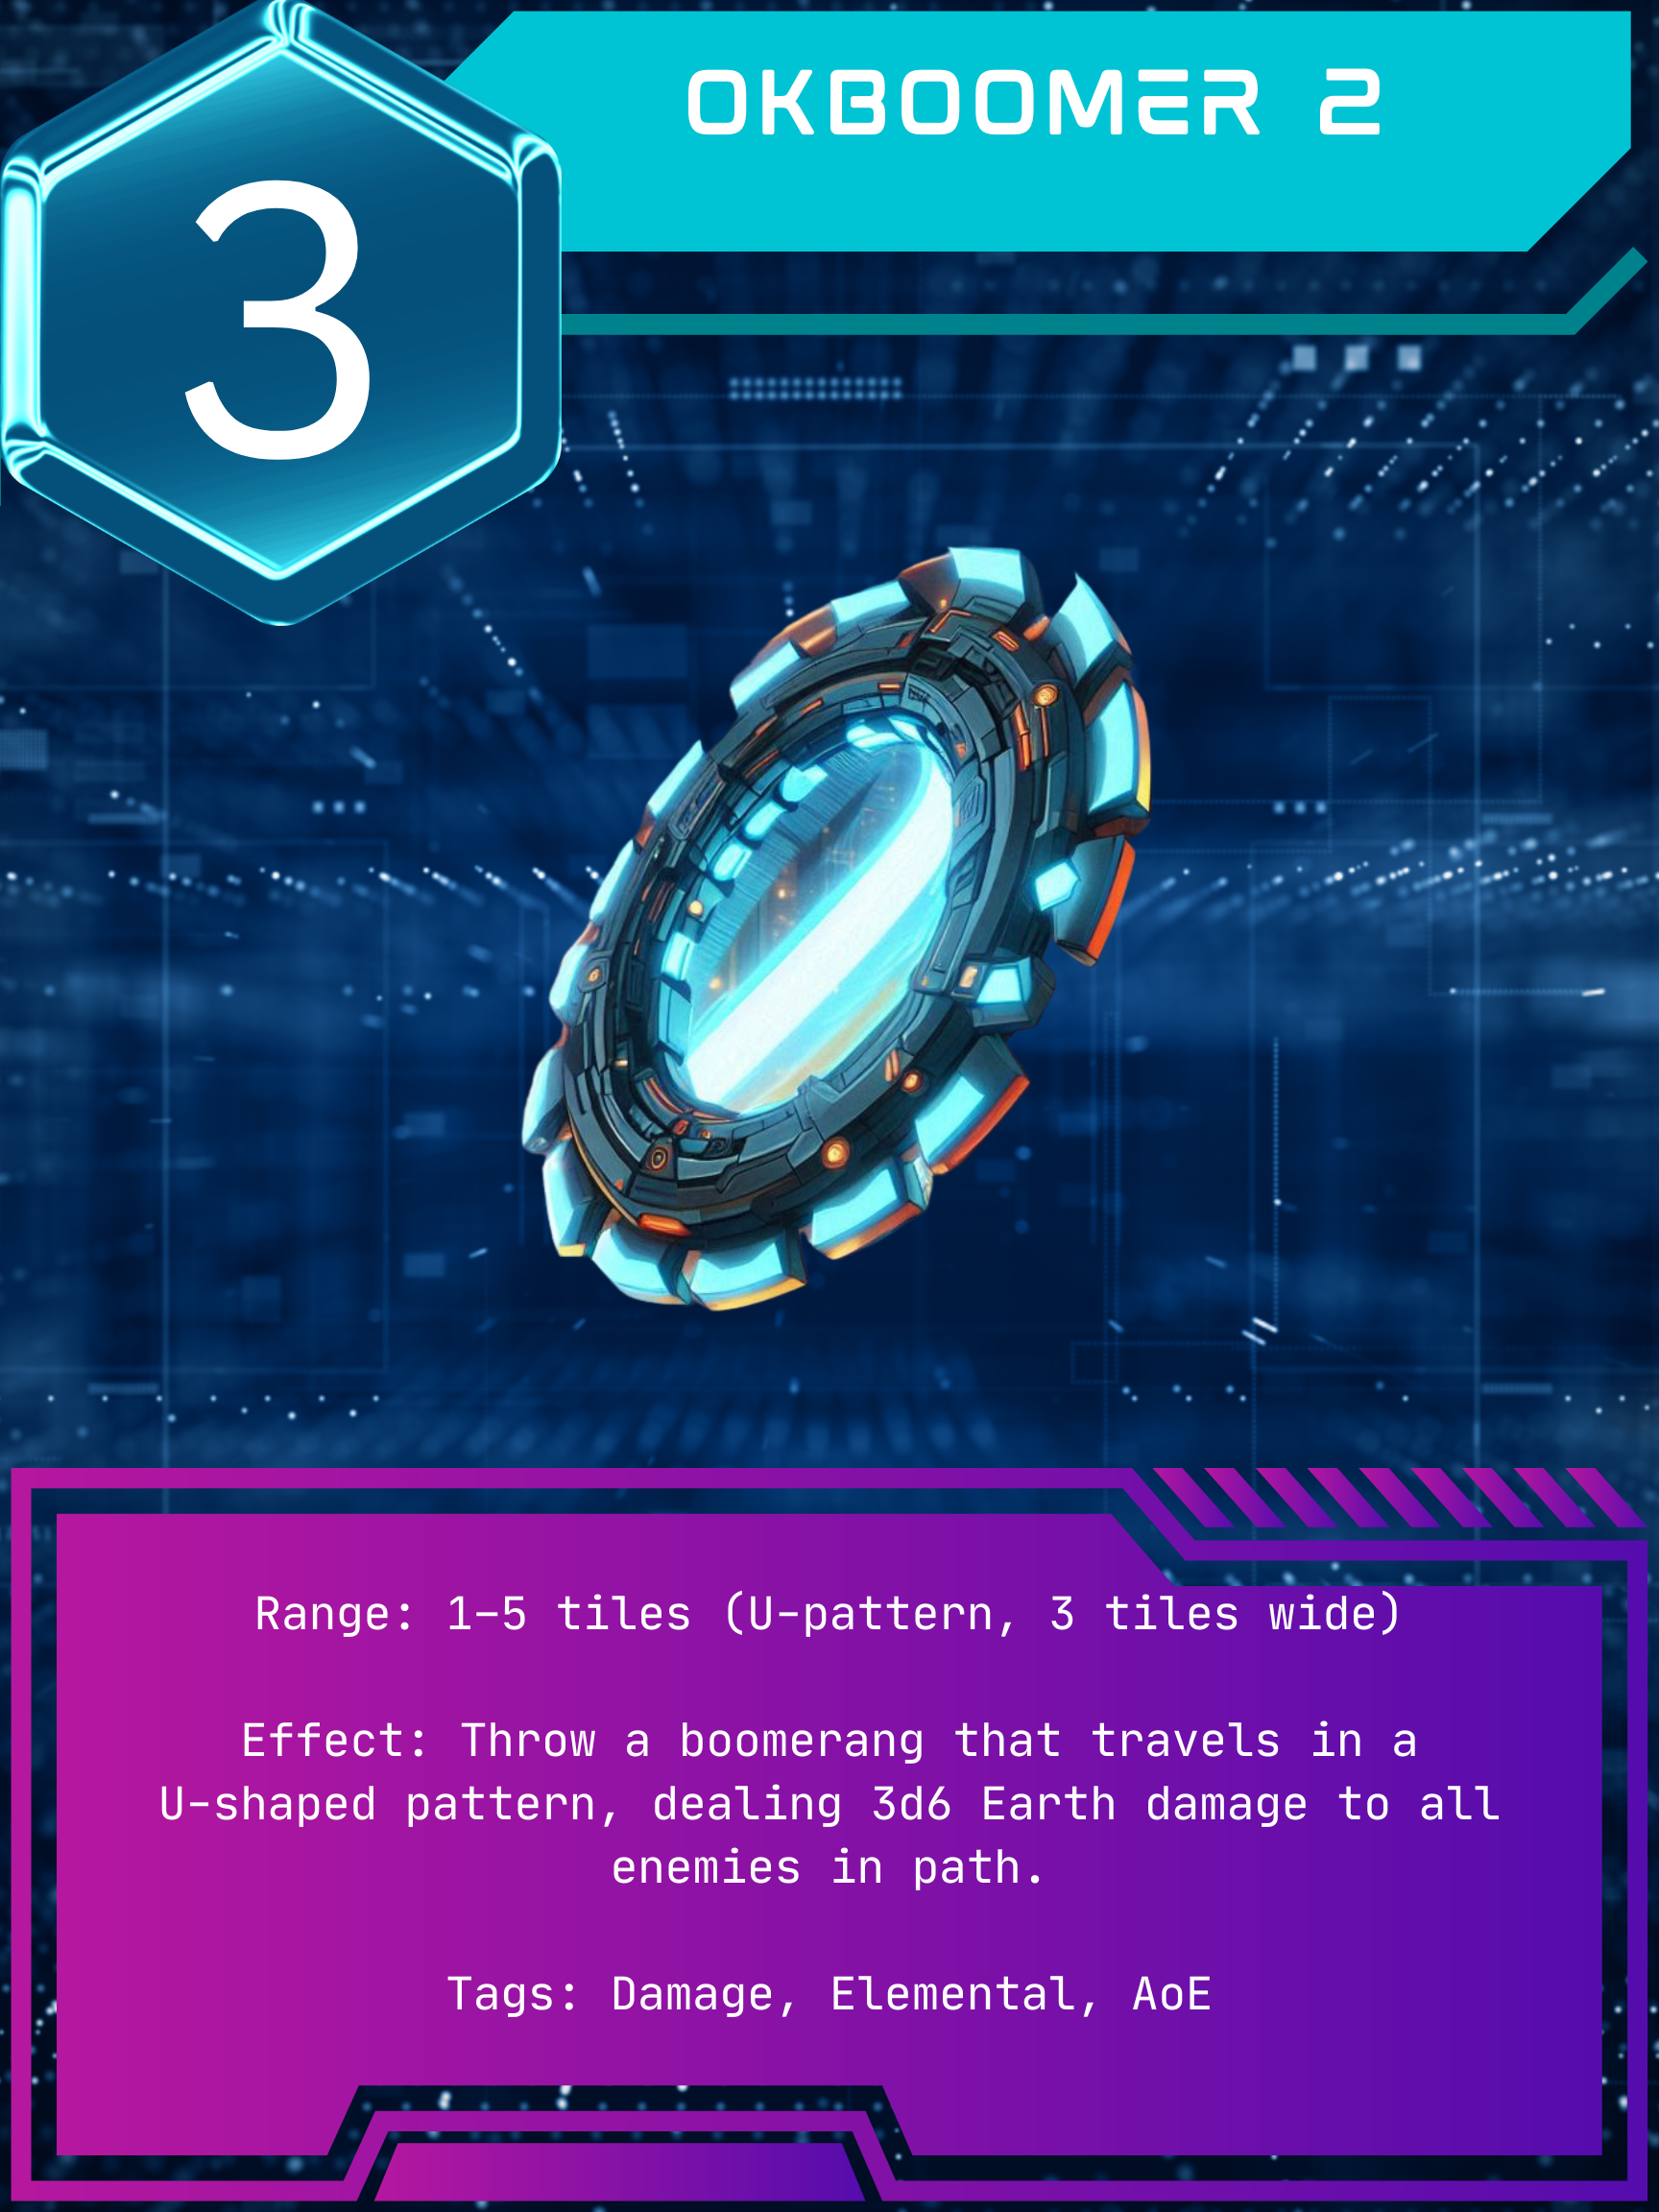 3
OKBOOMER 2
Range: 1-5 tiles (U-pattern, 3 tiles wide)
Effect: Throw a boomerang that travels in a
U-shaped pattern, dealing 3d6 Earth damage to all
enemies in path.
Tags: Damage, Elemental, AoE